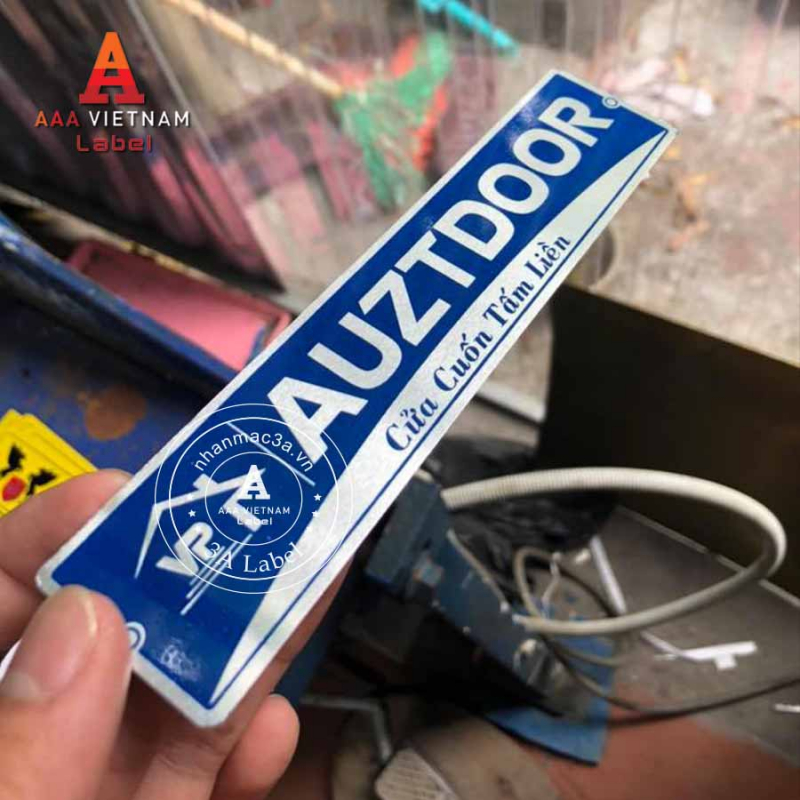 AAA VIETNAM
Label
AUZTDOOR
Cửa Cuốn Tấm Liền
nhanmac3a.vn
A
AAA VIETNAM
Label
3A Label